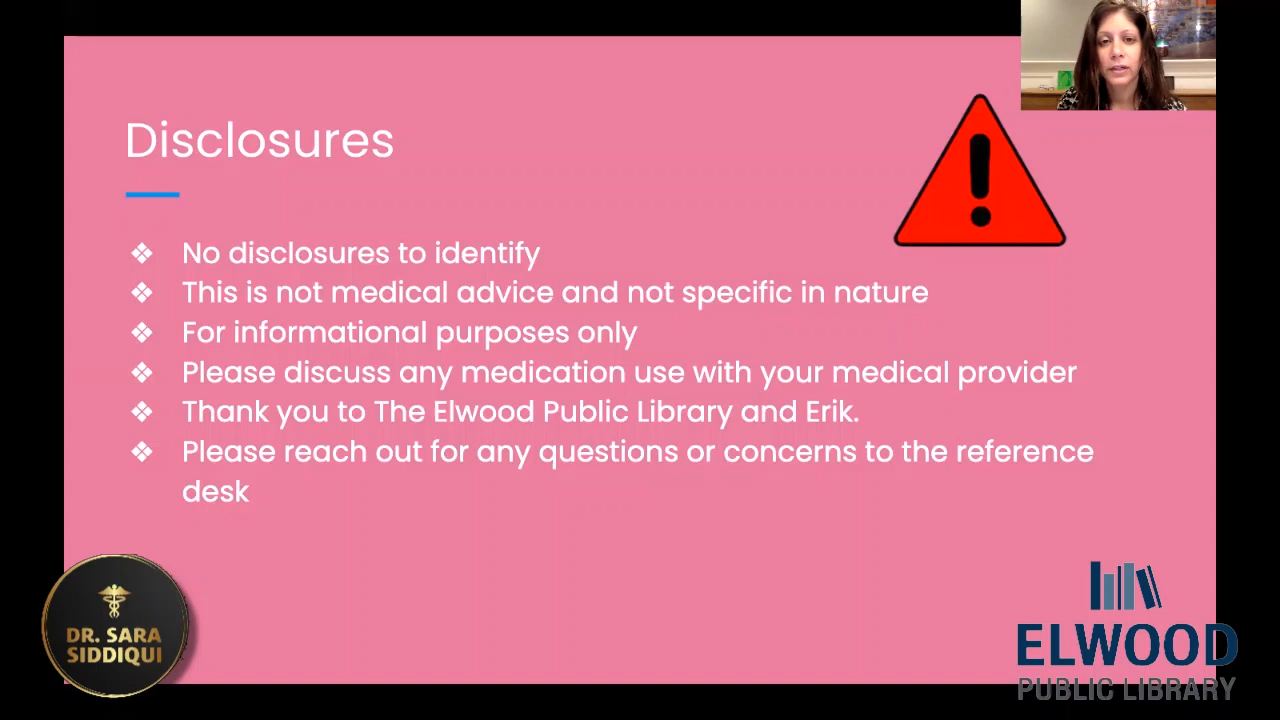 Disclosures
❖ No disclosures to identify
❖ This is not medical advice and not specific in nature
❖ For informational purposes only
❖ Please discuss any medication use with your medical provider
❖ Thank you to The Elwood Public Library and Erik.
❖ Please reach out for any questions or concerns to the reference
desk
DR. SARA
SIDDIQUI
ELWOOD
PUBLIC LIBRARY